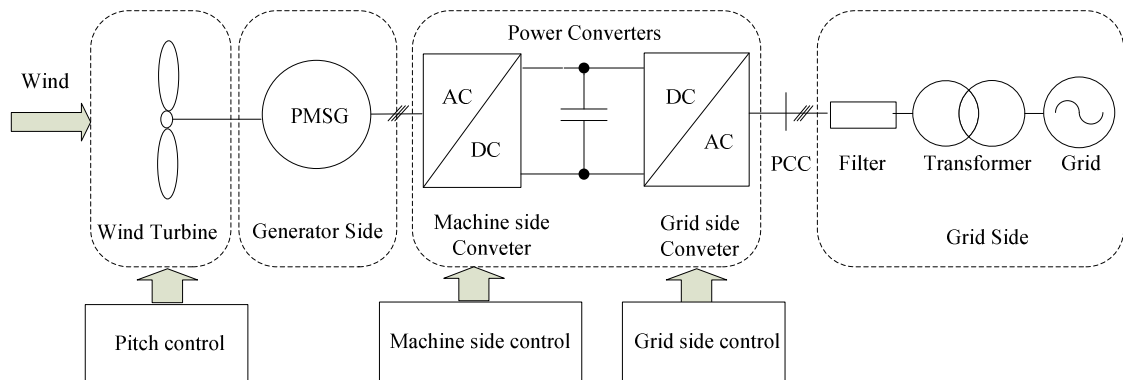 Power Converters
Wind
PMSG
AC
DC
DC
AC
PCC
Filter
Transformer
Grid
Wind Turbine
Generator Side
Machine side
Conveter
Grid side
Conveter
Grid Side
Pitch control
Machine side control
Grid side control